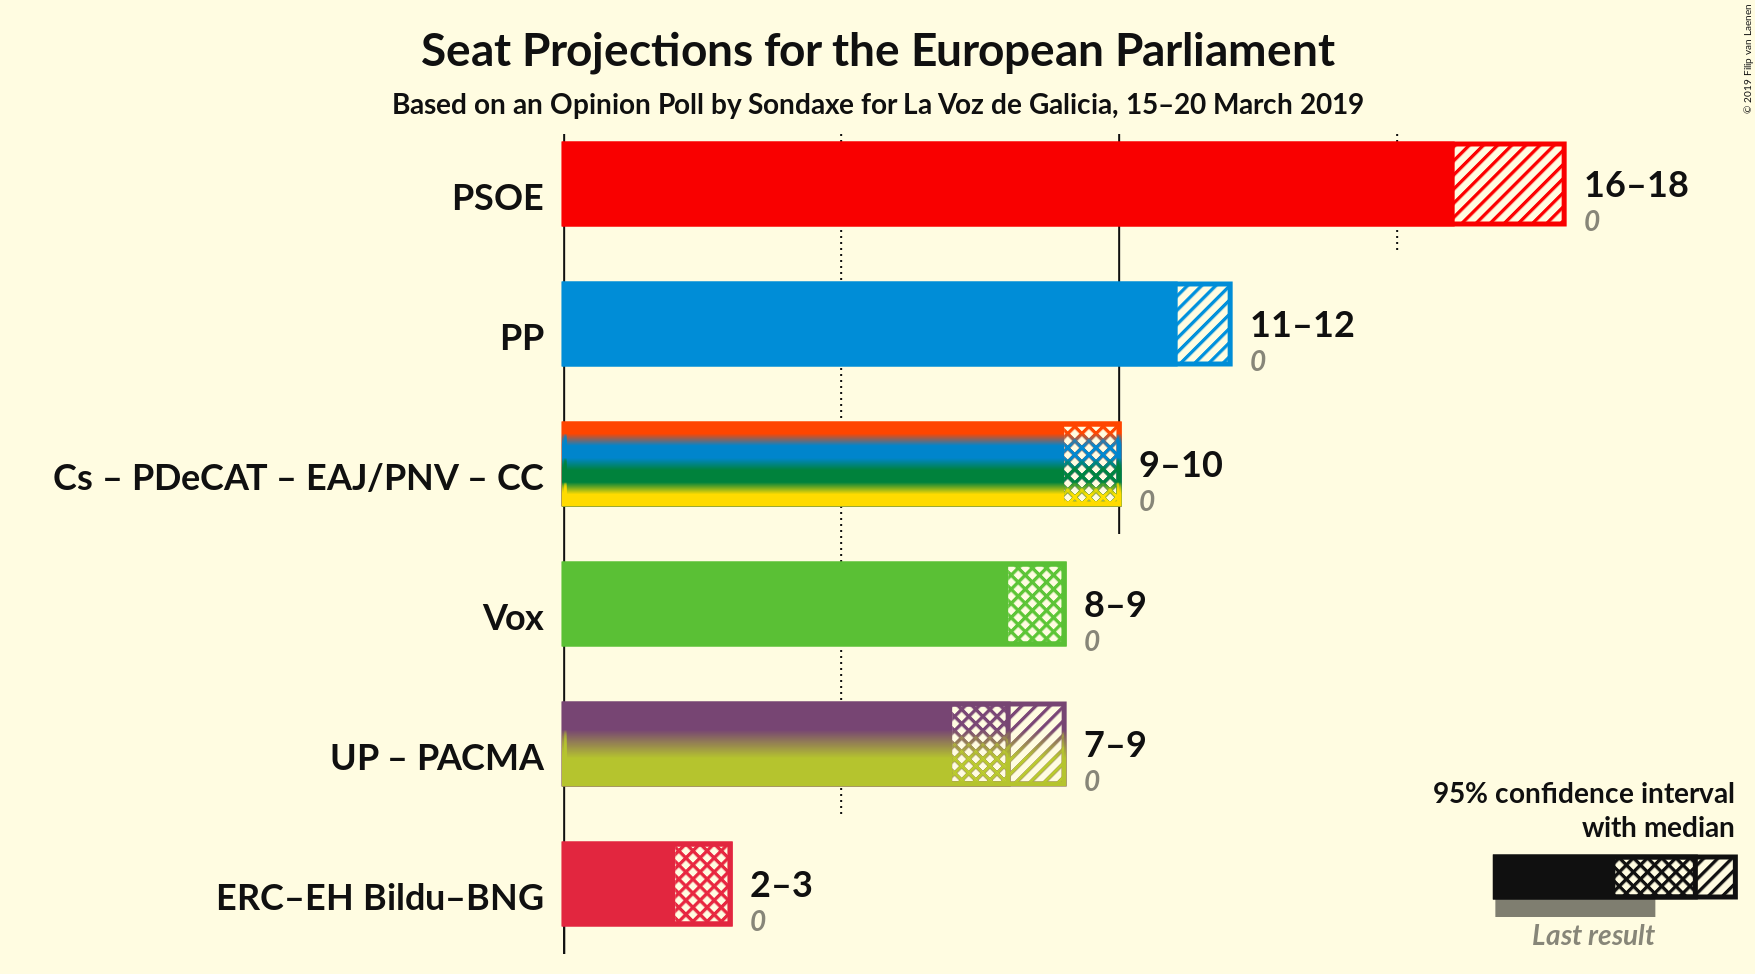 Seat Projections for the European Parliament
Based on an Opinion Poll by Sondaxe for La Voz de Galicia, 15–20 March 2019
© 2019 Filip van Laenen
PSOE
16–18
0
PP
11–12
0
Cs – PDeCAT – EAJ/PNV – CC
9–10
0
Vox
8–9
0
UP – PACMA
7–9
0
ERC–EH Bildu–BNG
2–3
0
95% confidence interval
with median
Last result